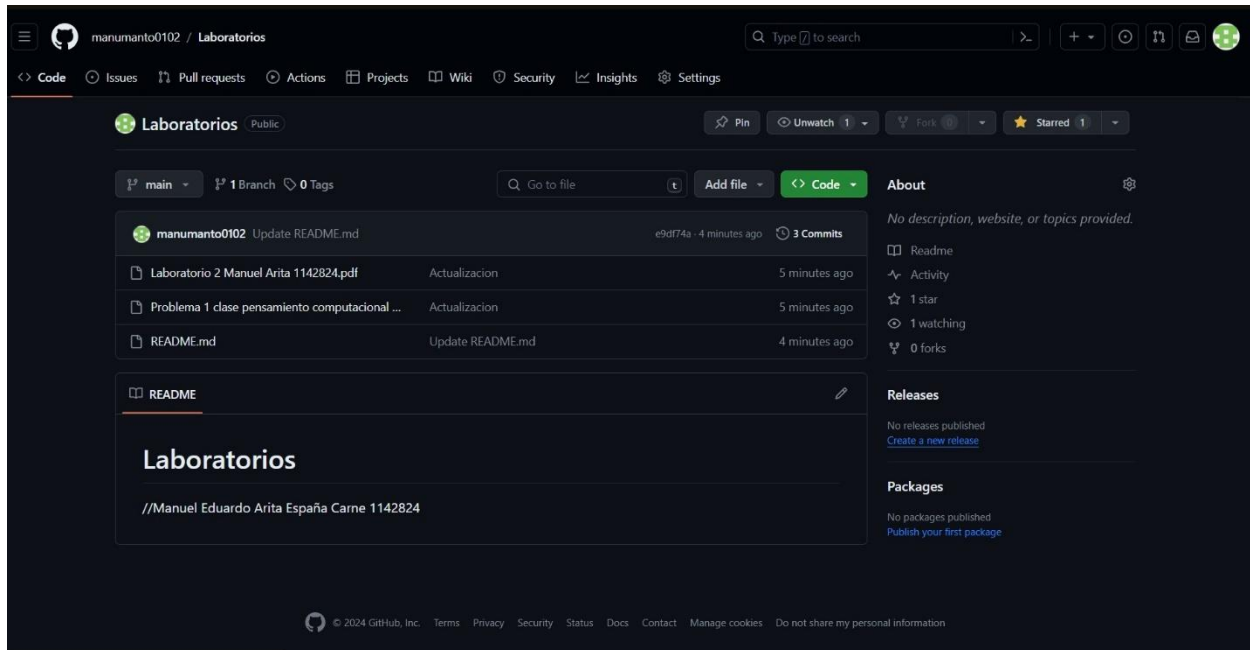 manumanto0102 / Laboratorios
Type / to search
Code Issues Pull requests Actions Projects Wiki Security Insights Settings
Laboratorios Public
Pin Unwatch 1 Fork 0 Starred 1
main 1 Branch 0 Tags Go to file t Add file Code
manumanto0102 Update README.md e9df74a · 4 minutes ago 3 Commits
Laboratorio 2 Manuel Arita 1142824.pdf Actualizacion 5 minutes ago
Problema 1 clase pensamiento computacional ... Actualizacion 5 minutes ago
README.md Update README.md 4 minutes ago
README
Laboratorios
//Manuel Eduardo Arita España Carne 1142824
About
No description, website, or topics provided.
Readme
Activity
1 star
1 watching
0 forks
Releases
No releases published
Create a new release
Packages
No packages published
Publish your first package
© 2024 GitHub, Inc. Terms Privacy Security Status Docs Contact Manage cookies Do not share my personal information